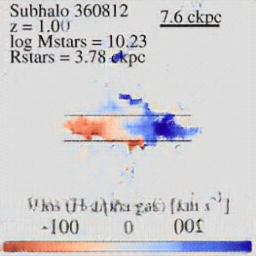 Subhalo 360812
7.6 ckpc
z = 1.00
log Mstars = 10.23
Rstars = 3.78 ckpc
-100 0